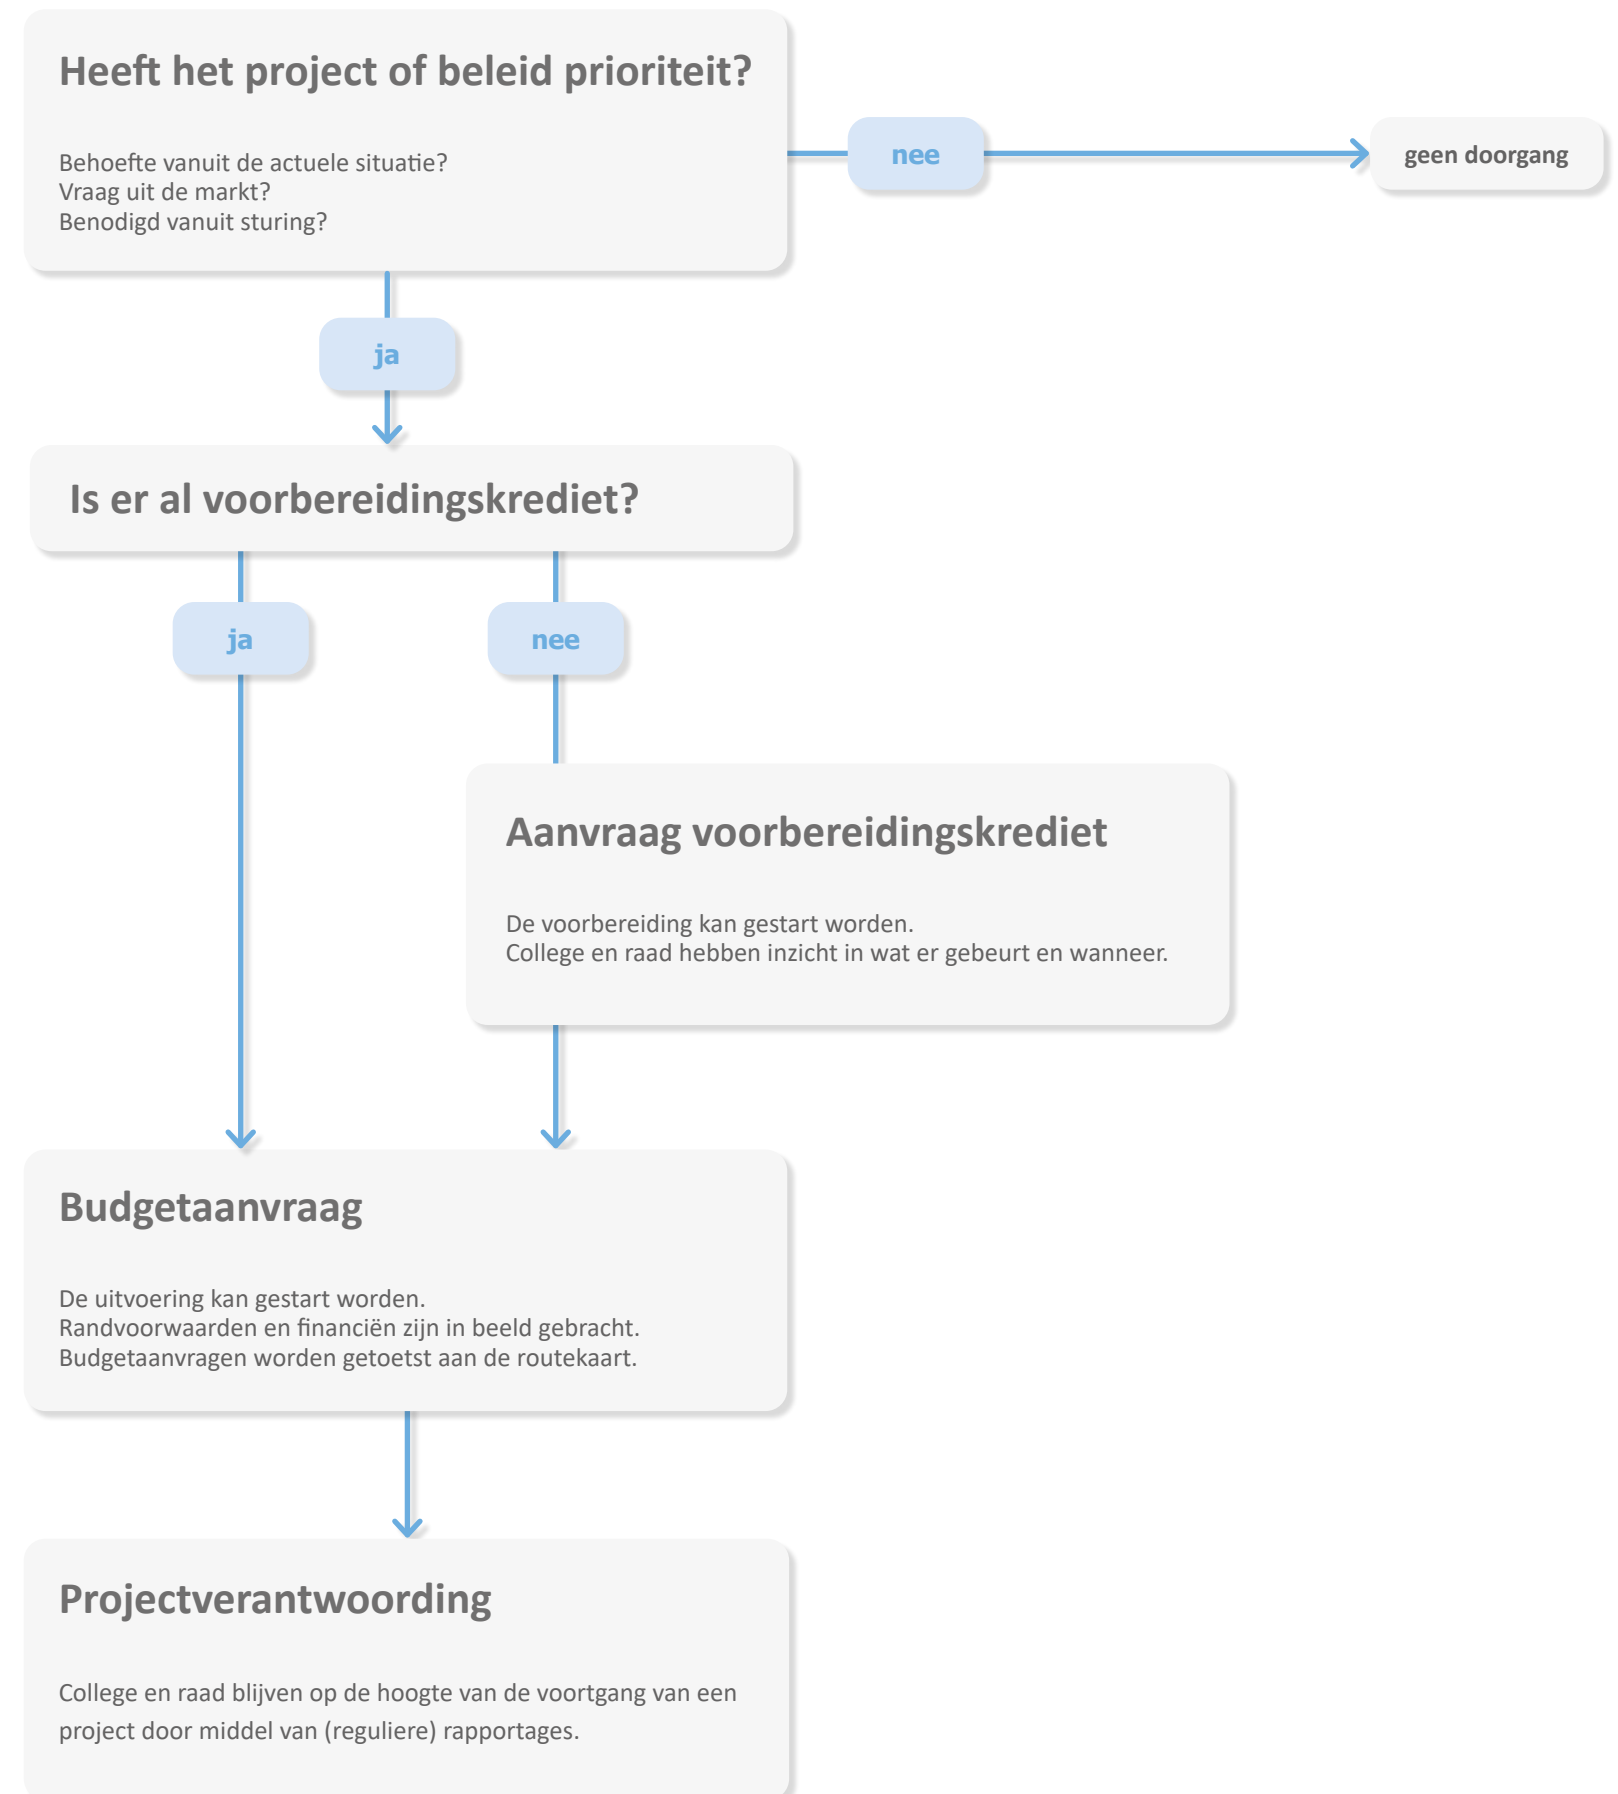 Heeft het project of beleid prioriteit?
Behoefte vanuit de actuele situatie?
Vraag uit de markt?
Benodigd vanuit sturing?
nee
geen doorgang
ja
Is er al voorbereidingskrediet?
ja
nee
Aanvraag voorbereidingskrediet
De voorbereiding kan gestart worden.
College en raad hebben inzicht in wat er gebeurt en wanneer.
Budgetaanvraag
De uitvoering kan gestart worden.
Randvoorwaarden en financiën zijn in beeld gebracht.
Budgetaanvragen worden getoetst aan de routekaart.
Projectverantwoording
College en raad blijven op de hoogte van de voortgang van een
project door middel van (reguliere) rapportages.